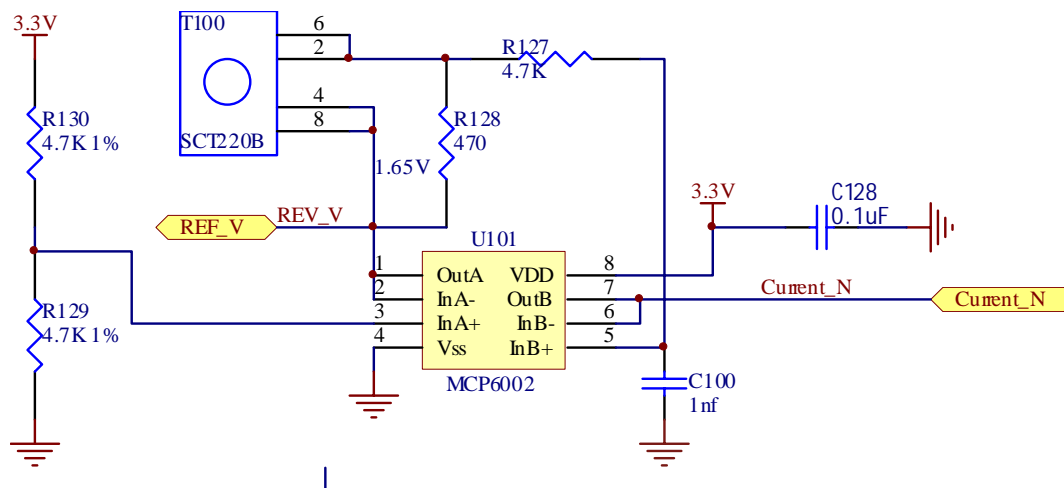 3.3V
R130
4.7K 1%
R129
4.7K 1%
T100
SCT220B
6
2
4
8
R127
4.7K
R128
470
1.65V
REF_V
REV_V
U101
1
OutA
VDD
8
2
InA-
OutB
7
3
InA+
InB-
6
4
Vss
InB+
5
MCP6002
3.3V
C128
0.1uF
Current_N
Current_N
C100
1nf